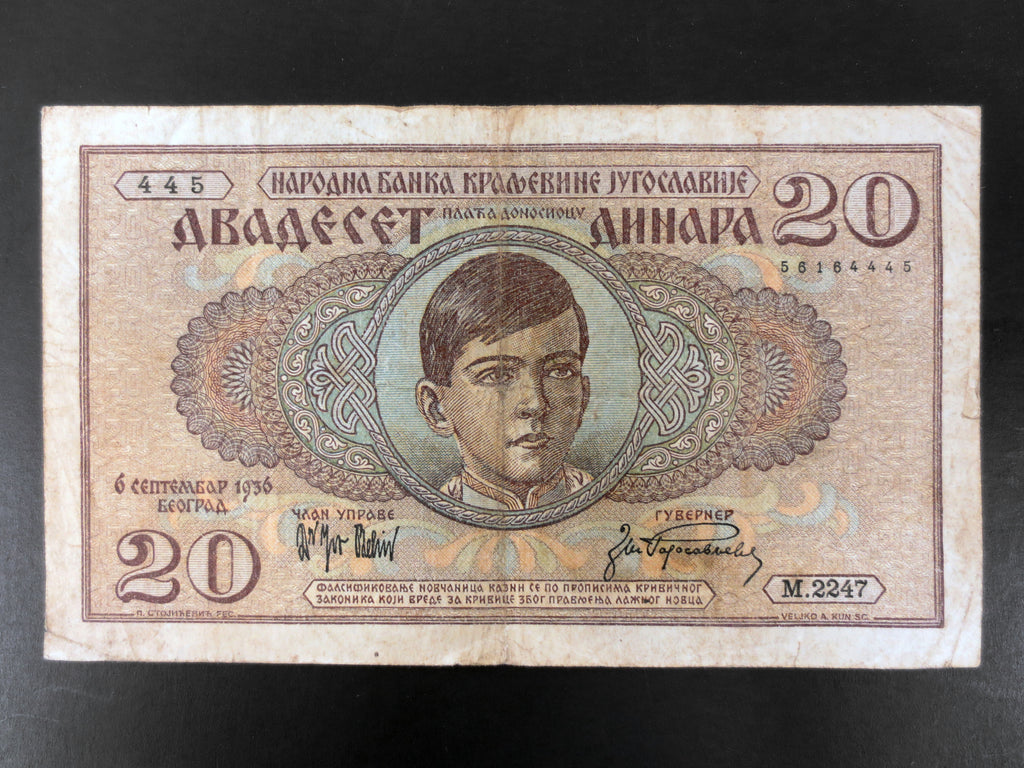 445
НАРОДНА БАНКА КРАЉЕВИНЕ ЈУГОСЛАВИЈЕ
20
ДВАДЕСЕТ ПЛАЋА ДОНОСИОЦУ ДИНАРА
56164445
6 СЕПТЕМБАР 1936
БЕОГРАД
ЧЛАН УПРАВЕ
ГУВЕРНЕР
20
ФАЛСИФИКОВАЊЕ НОВЧАНИЦА КАЗНИ СЕ ПО ПРОПИСИМА КРИВИЧНОГ
ЗАКОНИКА КОЈИ ВРЕДЕ ЗА КРИВИЦЕ ЗБОГ ПРАВЉЕЊА ЛАЖНОГ НОВЦА
М.2247
П. СТОЈИЋЕВИЋ FEC.
VELJKO A. KUN SC.